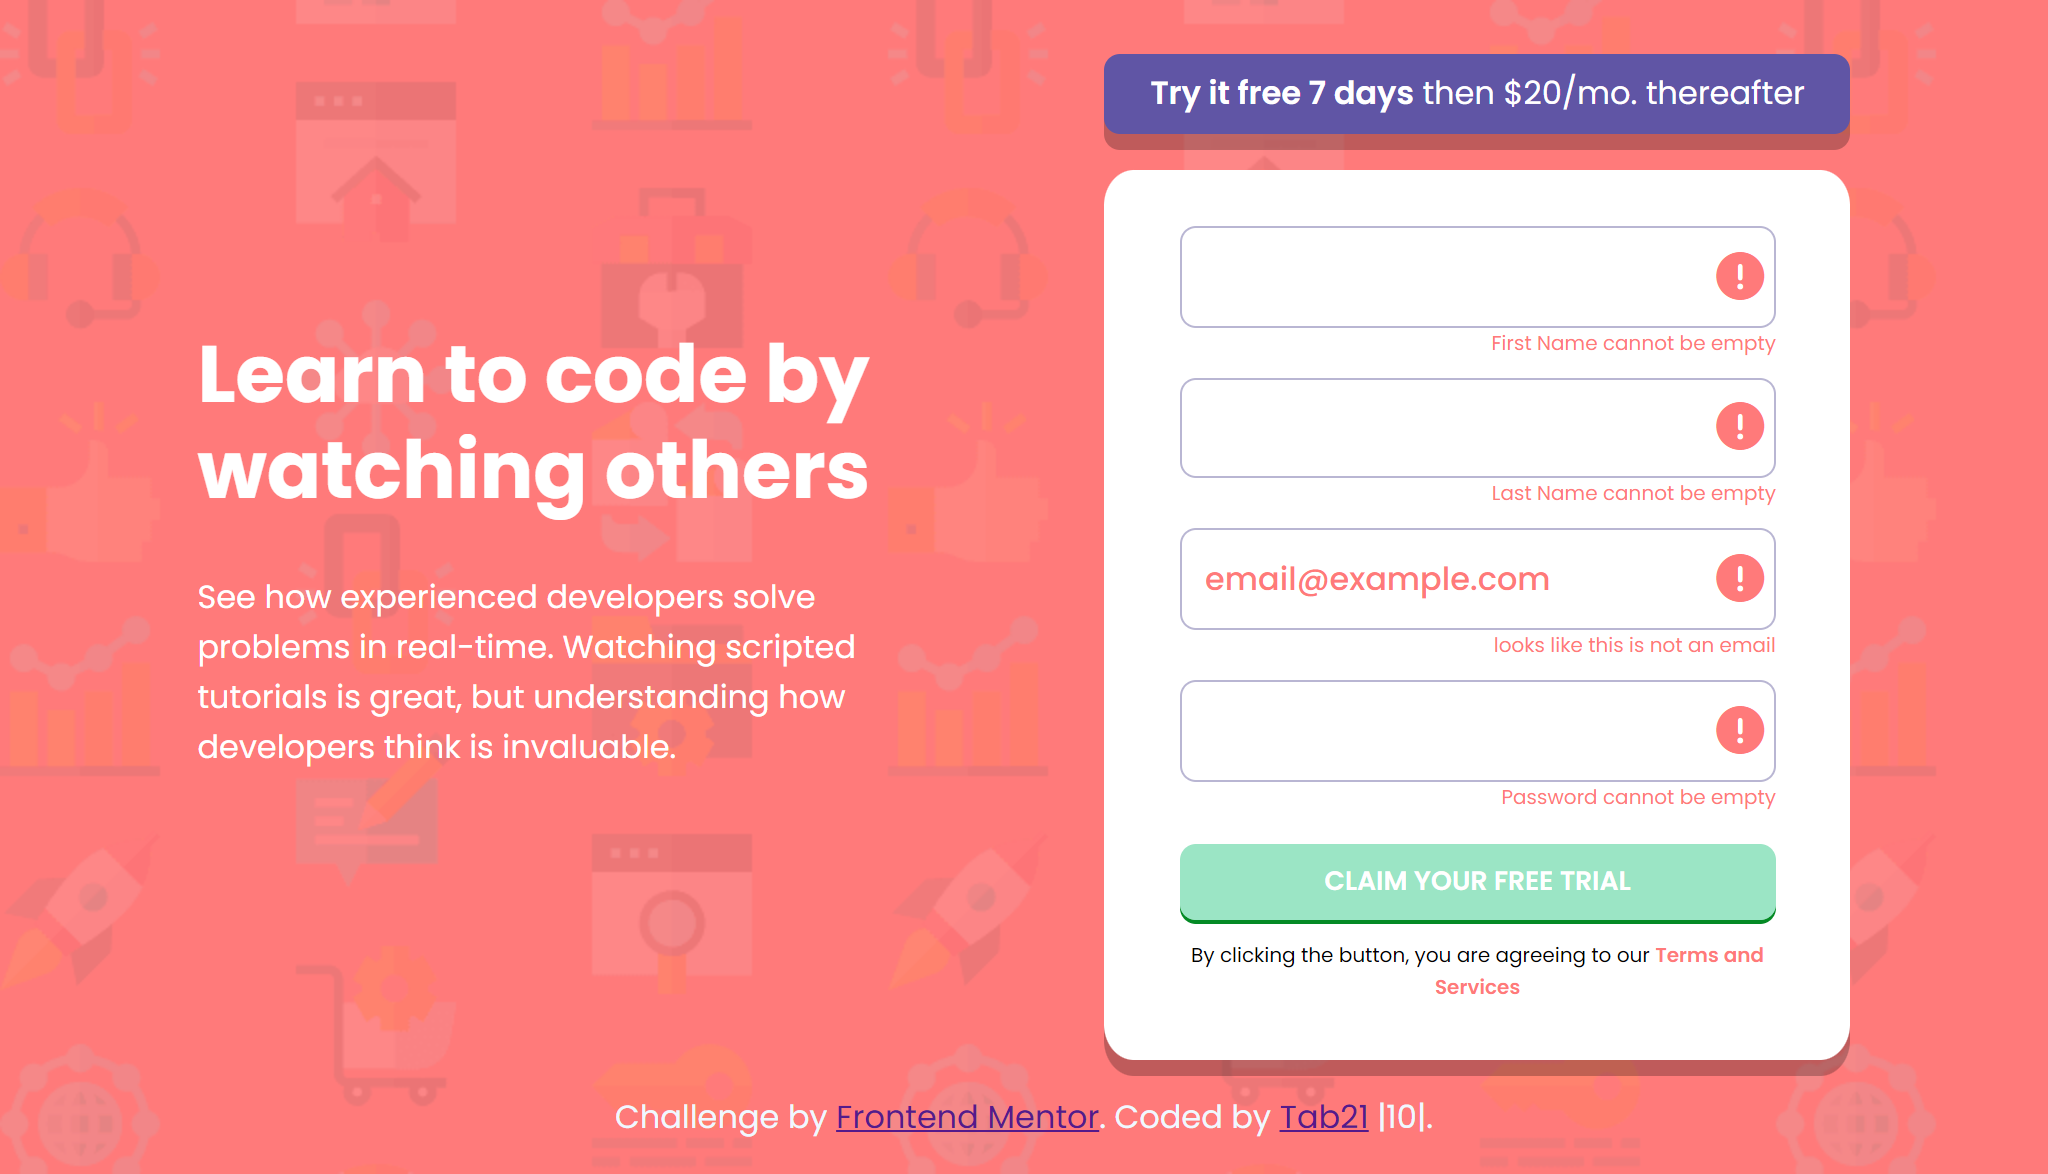 Try it free 7 days then $20/mo. thereafter
Learn to code by
watching others
See how experienced developers solve
problems in real-time. Watching scripted
tutorials is great, but understanding how
developers think is invaluable.
First Name cannot be empty
Last Name cannot be empty
email@example.com
looks like this is not an email
Password cannot be empty
CLAIM YOUR FREE TRIAL
By clicking the button, you are agreeing to our Terms and
Services
Challenge by Frontend Mentor. Coded by Tab21 |10|.